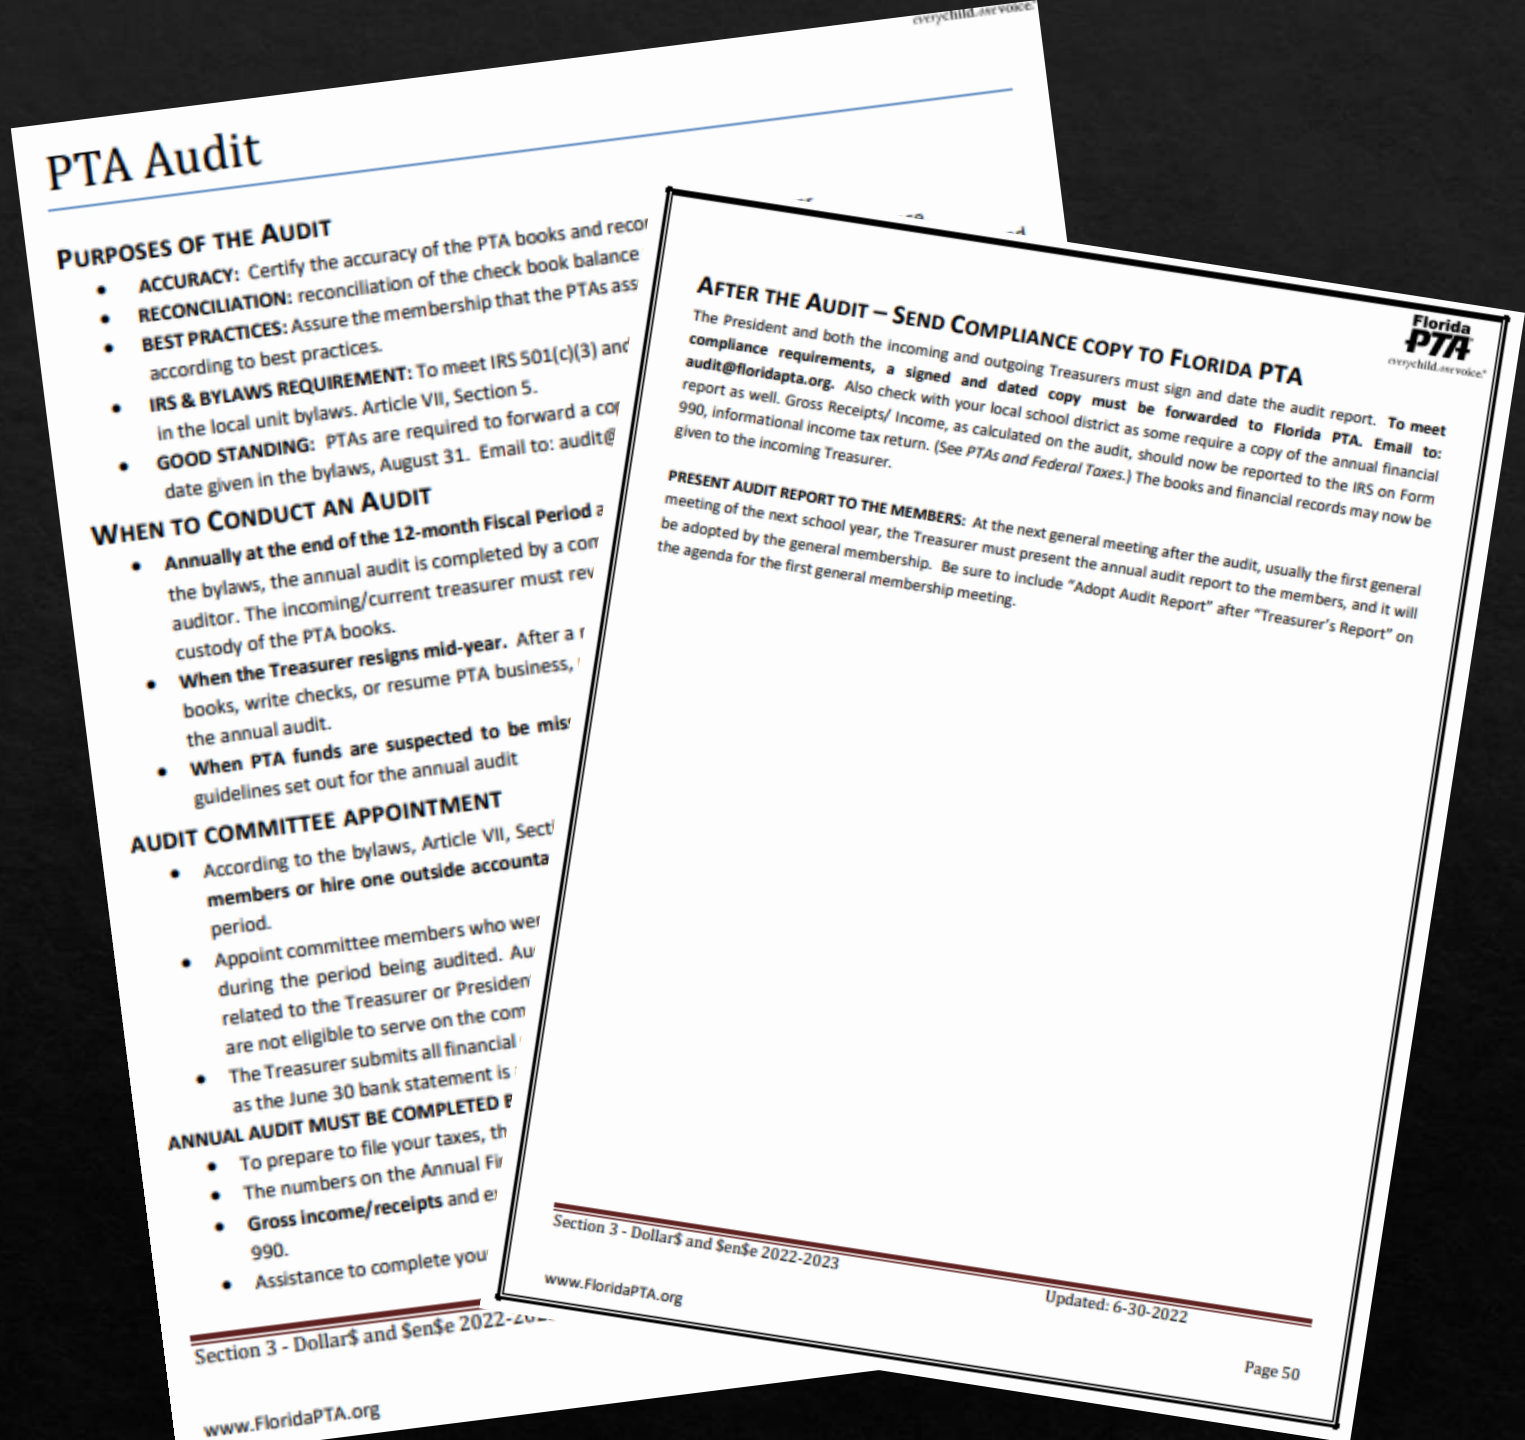 everychild.onevoice.
PTA Audit
PURPOSES OF THE AUDIT
• ACCURACY: Certify the accuracy of the PTA books and
• RECONCILIATION: reconciliation of the check book balance
• BEST PRACTICES: Assure the membership that the PTAs
according to best practices.
• IRS & BYLAWS REQUIREMENT: To meet IRS 501(c)(3) and
in the local unit bylaws. Article VII, Section 5.
• GOOD STANDING: PTAs are required to forward a
date given in the bylaws, August 31. Email to: audit@
WHEN TO CONDUCT AN AUDIT
• Annually at the end of the 12-month Fiscal Period
the bylaws, the annual audit is completed by a
auditor. The incoming/current treasurer must
custody of the PTA books.
• When the Treasurer resigns mid-year. After a
books, write checks, or resume PTA business,
the annual audit.
• When PTA funds are suspected to be
guidelines set out for the annual audit
AUDIT COMMITTEE APPOINTMENT
• According to the bylaws, Article VII,
members or hire one outside
period.
• Appoint committee members who
during the period being audited.
related to the Treasurer or
are not eligible to serve on the
• The Treasurer submits all financial
as the June 30 bank statement is
ANNUAL AUDIT MUST BE COMPLETED
• To prepare to file your taxes,
• The numbers on the Annual
• Gross income/receipts and
990.
• Assistance to complete
Section 3 - Dollar$ and $en$e
www.FloridaPTA.org
Florida
PTA
everychild.onevoice.
AFTER THE AUDIT – SEND COMPLIANCE COPY TO FLORIDA PTA
The President and both the incoming and outgoing Treasurers must sign and date the audit report. To meet
compliance requirements, a signed and dated copy must be forwarded to Florida PTA. Email to:
audit@floridapta.org. Also check with your local school district as some require a copy of the annual financial
report as well. Gross Receipts/ Income, as calculated on the audit, should now be reported to the IRS on Form
990, informational income tax return. (See PTAs and Federal Taxes.) The books and financial records may now be
given to the incoming Treasurer.
PRESENT AUDIT REPORT TO THE MEMBERS: At the next general meeting after the audit, usually the first general
meeting of the next school year, the Treasurer must present the annual audit report to the members, and it will
be adopted by the general membership. Be sure to include “Adopt Audit Report” after “Treasurer’s Report” on
the agenda for the first general membership meeting.
Section 3 - Dollar$ and $en$e 2022-2023
Updated: 6-30-2022
www.FloridaPTA.org
Page 50